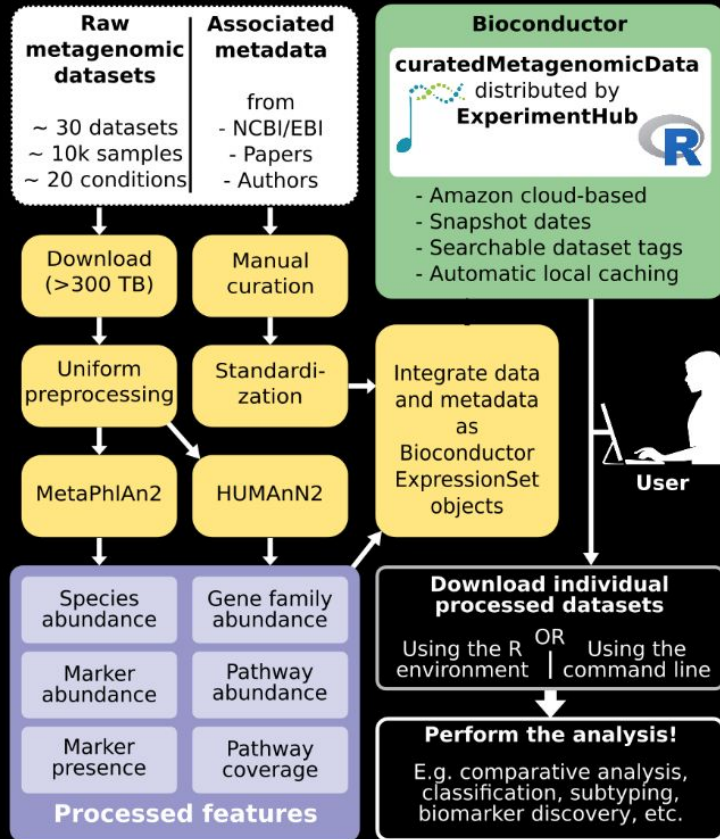 Raw
metagenomic
datasets
~ 30 datasets
~ 10k samples
~ 20 conditions
Associated
metadata
from
- NCBI/EBI
- Papers
- Authors
Bioconductor
curatedMetagenomicData
distributed by
ExperimentHub
R
- Amazon cloud-based
- Snapshot dates
- Searchable dataset tags
- Automatic local caching
Download
(>300 TB)
Manual
curation
Uniform
preprocessing
Standardi-
zation
Integrate data
and metadata
as
Bioconductor
ExpressionSet
objects
User
MetaPhlAn2
HUMAnN2
Species
abundance
Gene family
abundance
Marker
abundance
Pathway
abundance
Marker
presence
Pathway
coverage
Processed features
Download individual
processed datasets
OR
Using the R
environment
Using the
command line
Perform the analysis!
E.g. comparative analysis,
classification, subtyping,
biomarker discovery, etc.